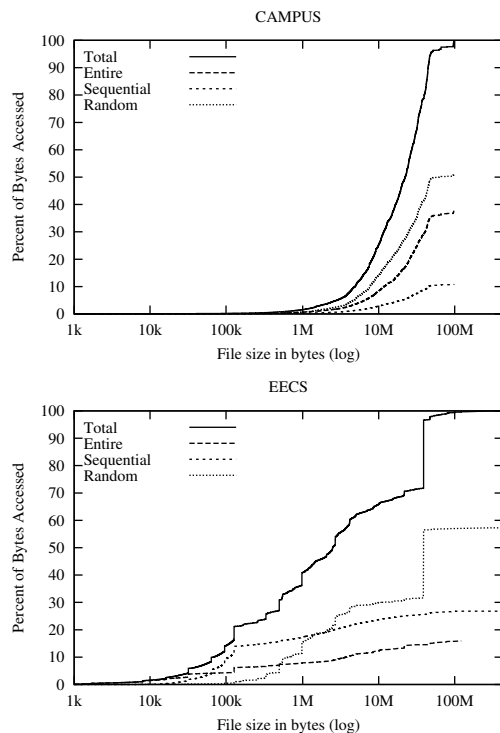 CAMPUS
100
90
80
70
60
50
40
30
20
10
0
Percent of Bytes Accessed
Total
Entire
Sequential
Random
1k 10k 100k 1M 10M 100M
File size in bytes (log)
EECS
100
90
80
70
60
50
40
30
20
10
0
Percent of Bytes Accessed
Total
Entire
Sequential
Random
1k 10k 100k 1M 10M 100M
File size in bytes (log)